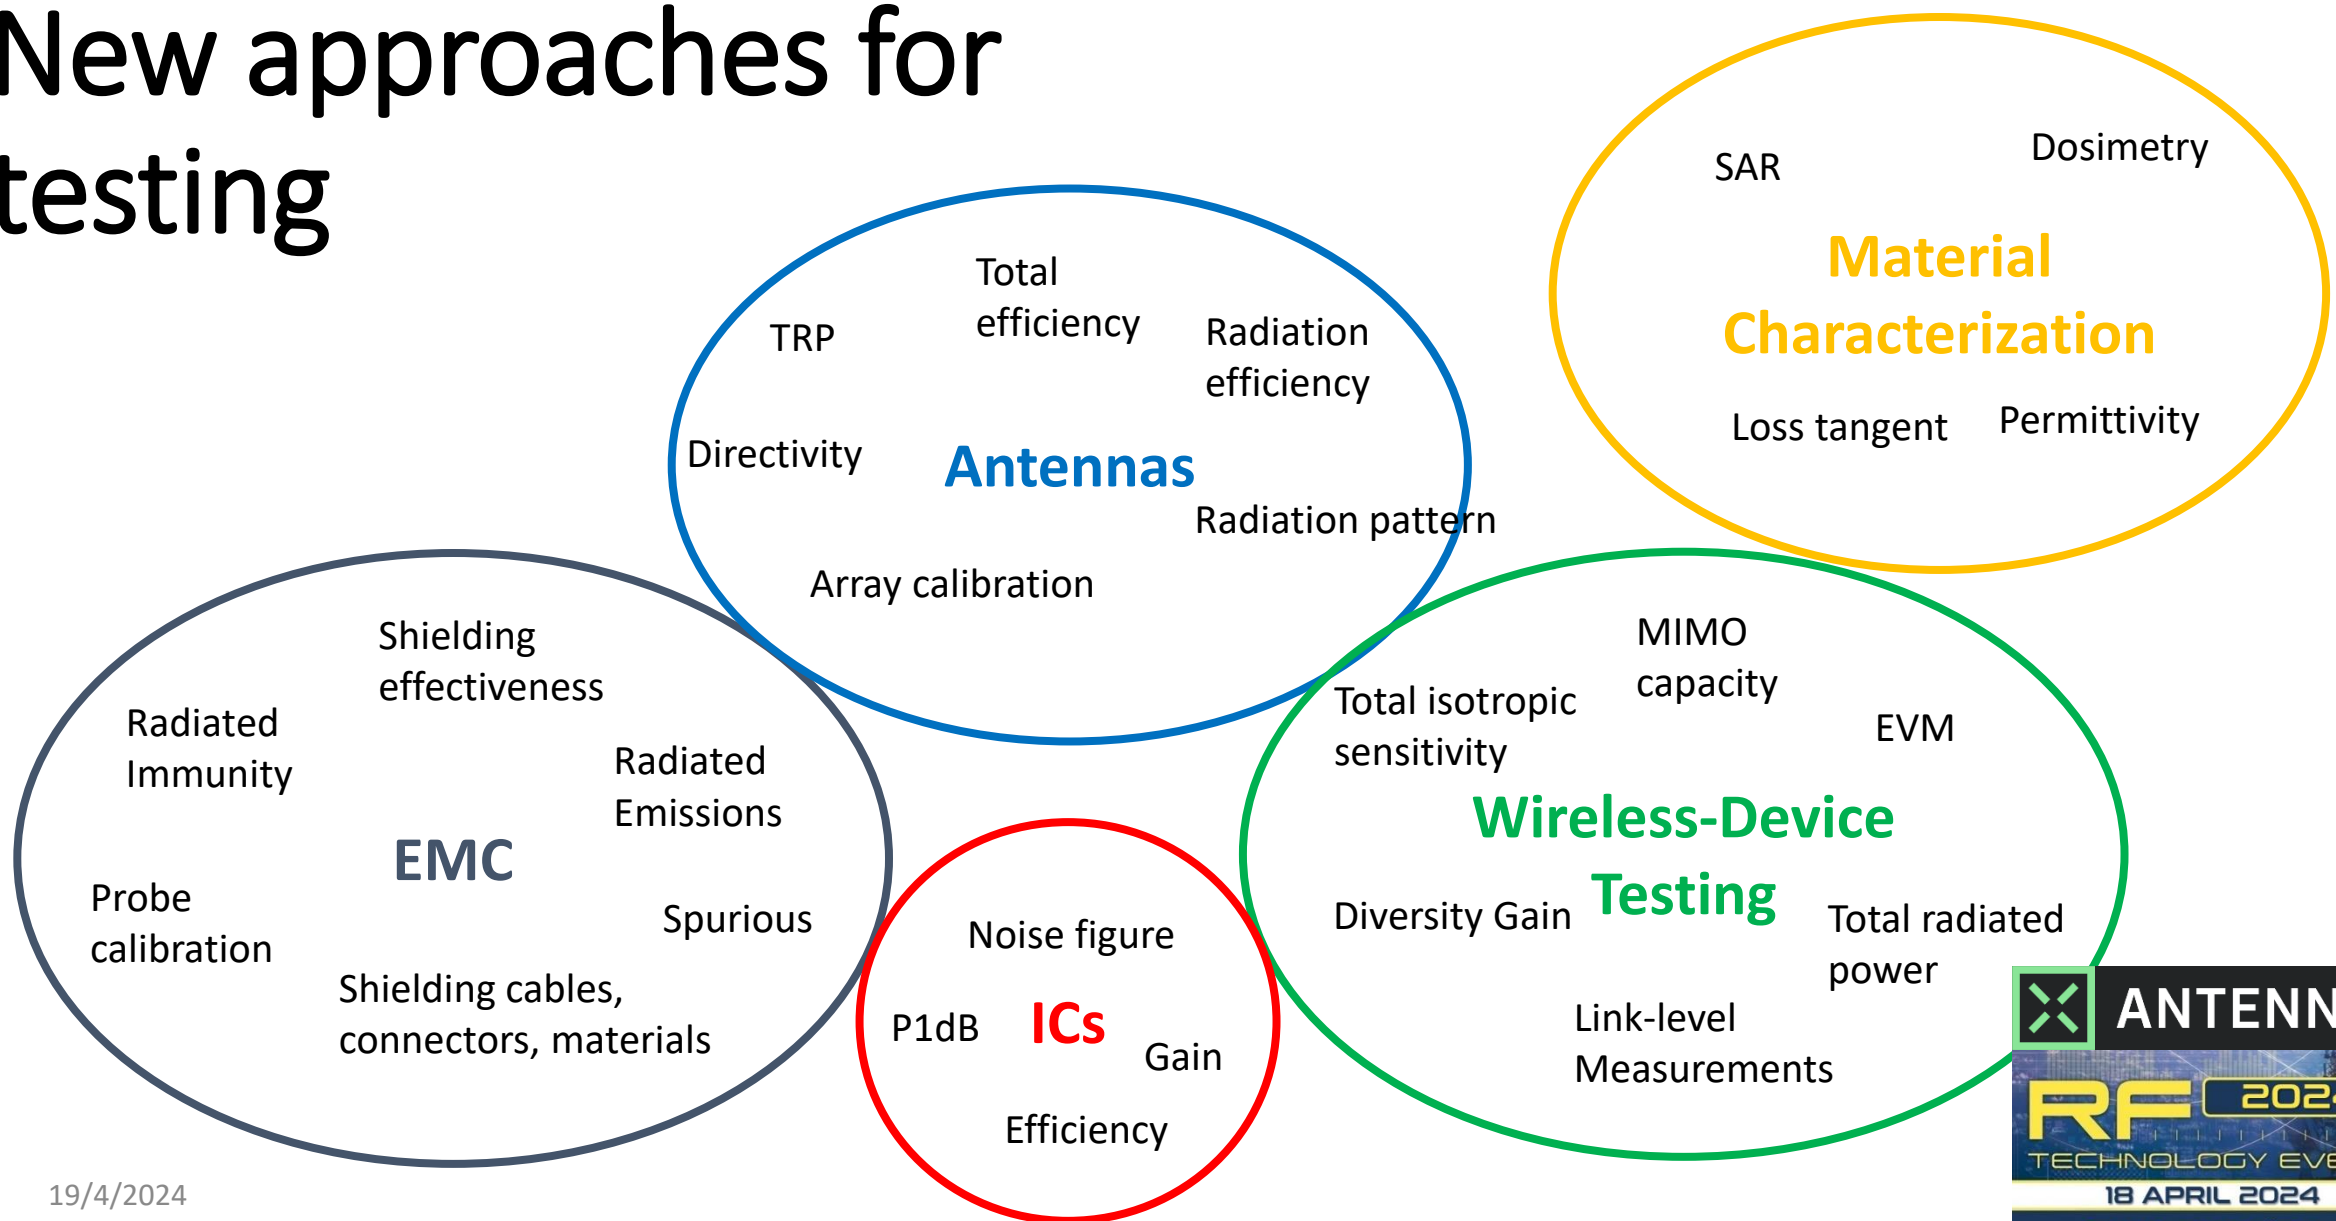 New approaches for
testing
SAR
Dosimetry
Material
Characterization
Loss tangent
Permittivity
TRP
Total
efficiency
Radiation
efficiency
Directivity
Antennas
Radiation pattern
Array calibration
Shielding
effectiveness
Radiated
Immunity
Radiated
Emissions
EMC
Probe
calibration
Spurious
Shielding cables,
connectors, materials
Noise figure
P1dB
ICs
Gain
Efficiency
MIMO
capacity
Total isotropic
sensitivity
EVM
Wireless-Device
Testing
Diversity Gain
Total radiated
power
Link-level
Measurements
RF
TECHNOLOGY
18 APRIL 2024
19/4/2024